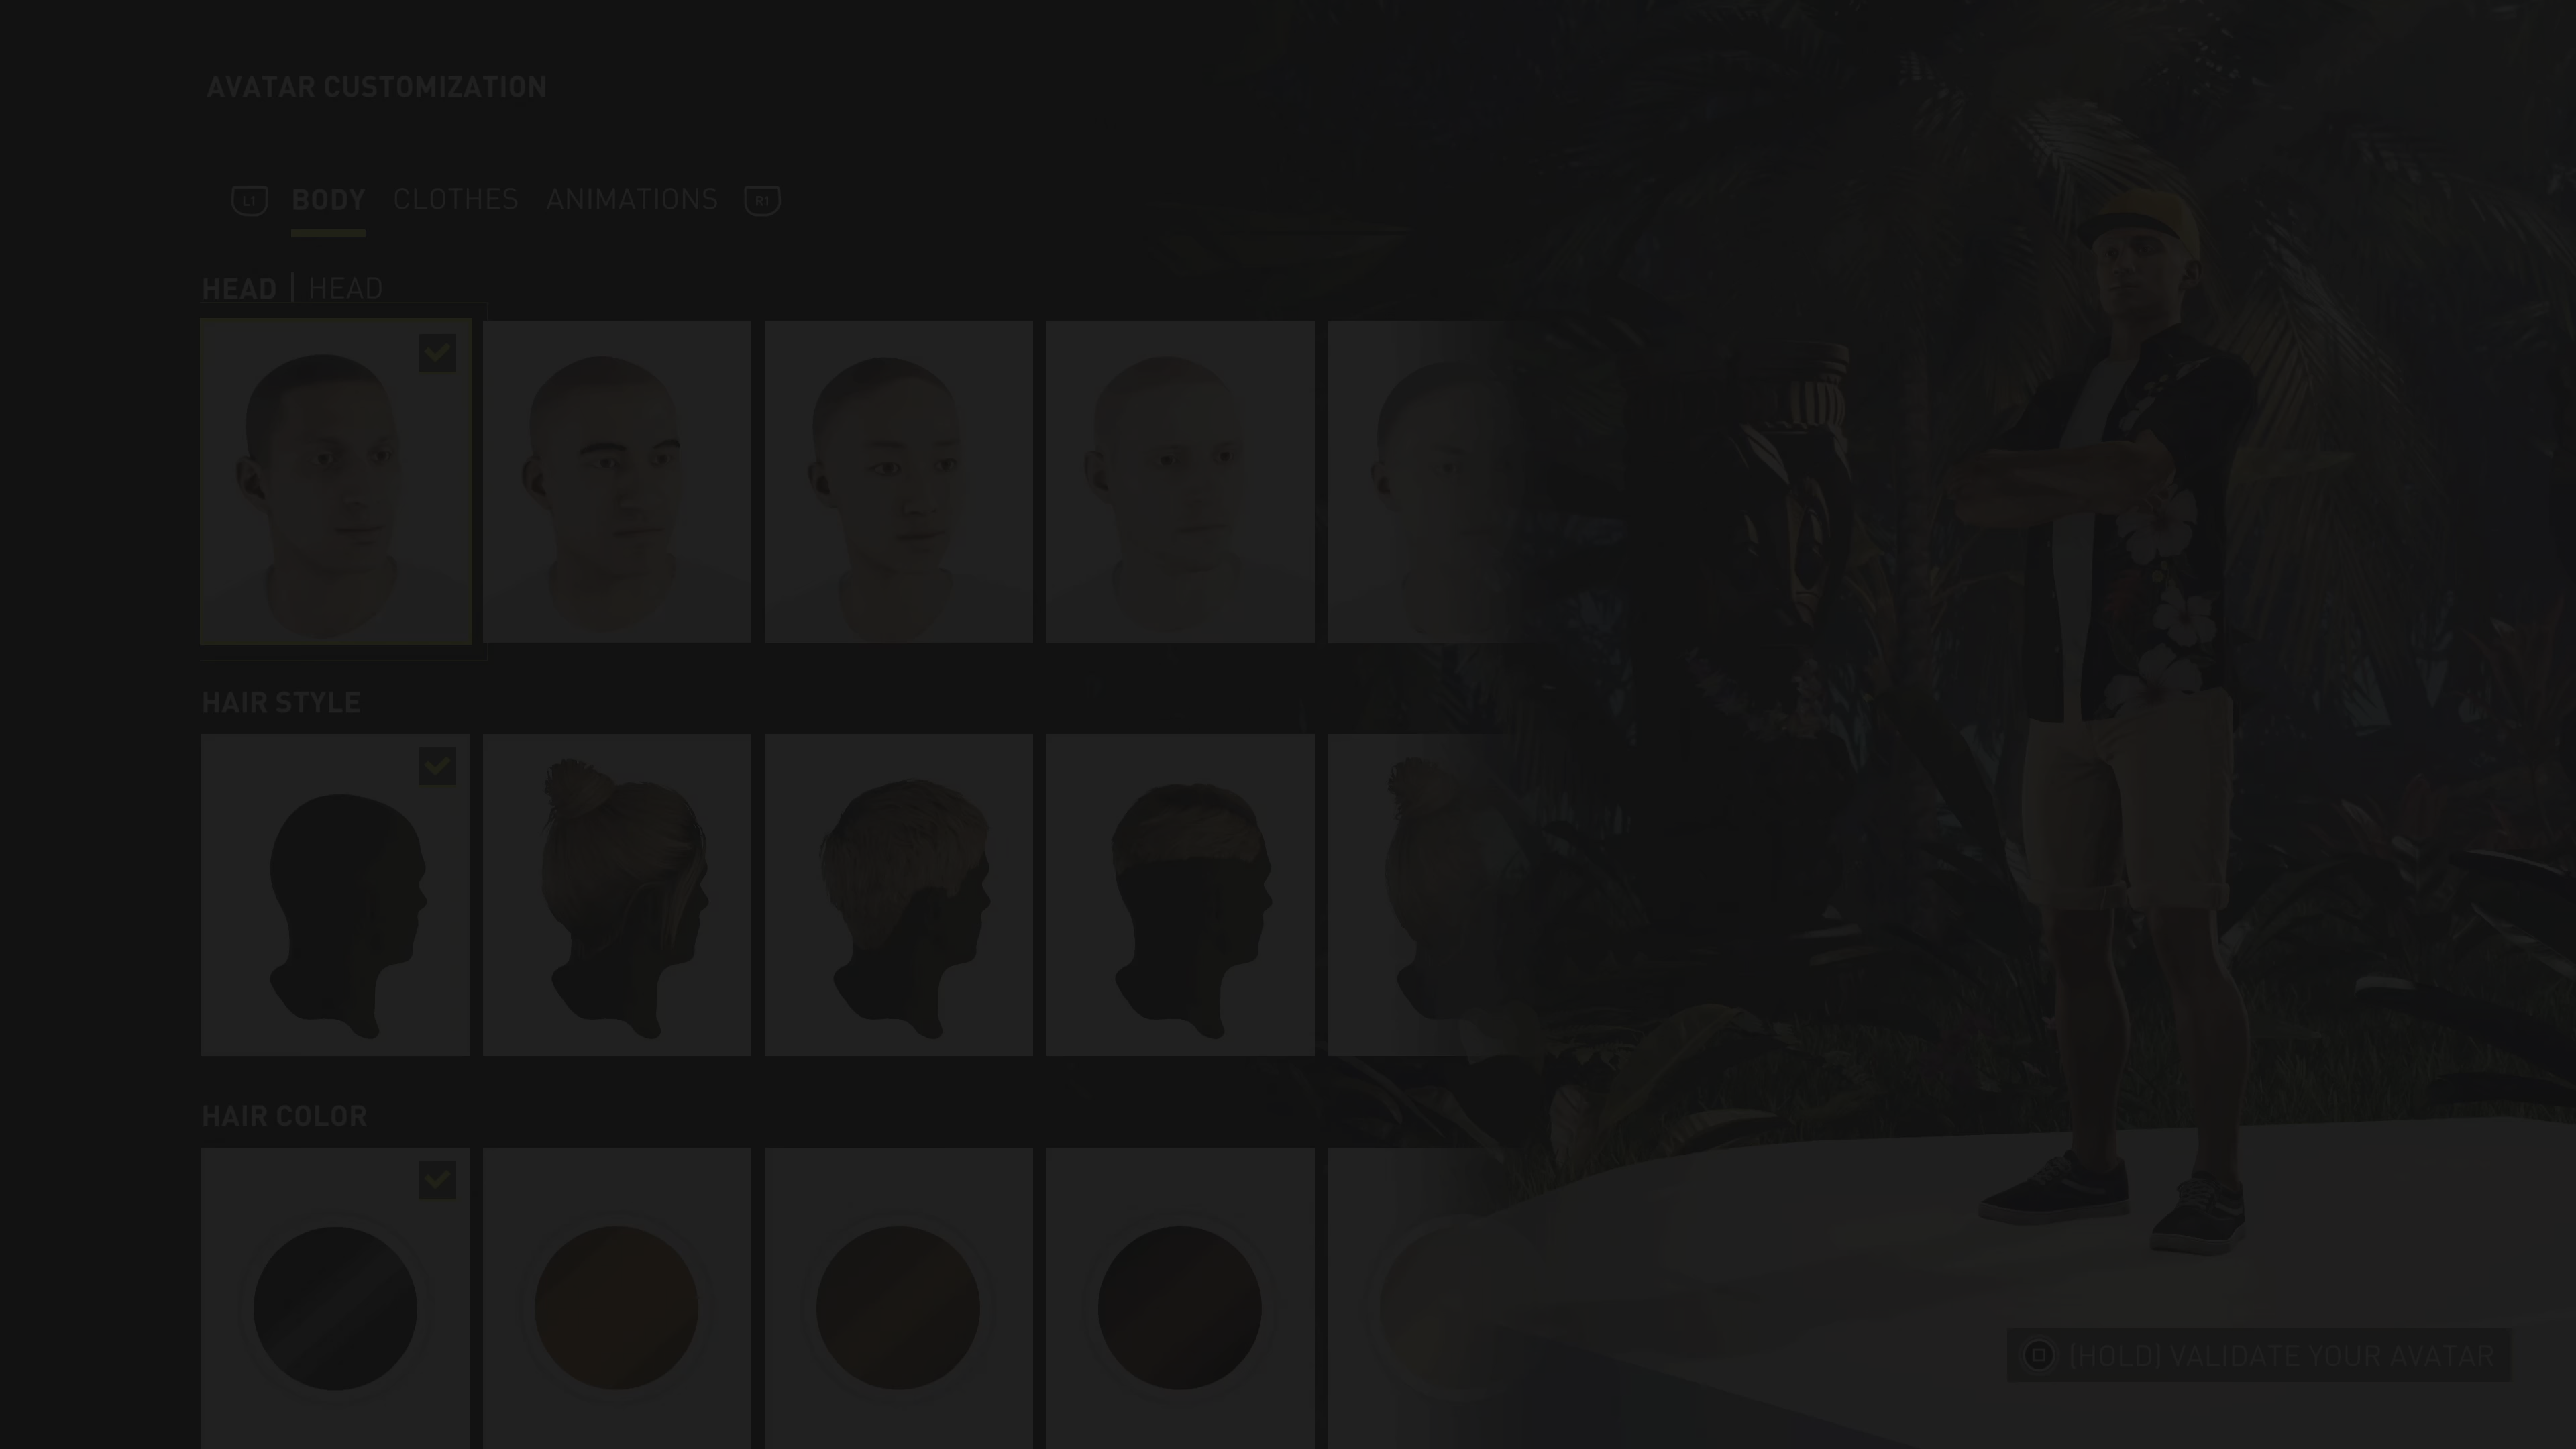 AVATAR CUSTOMIZATION
L1 BODY CLOTHES ANIMATIONS R1
HEAD | HEAD
HAIR STYLE
HAIR COLOR
[HOLD] VALIDATE YOUR AVATAR